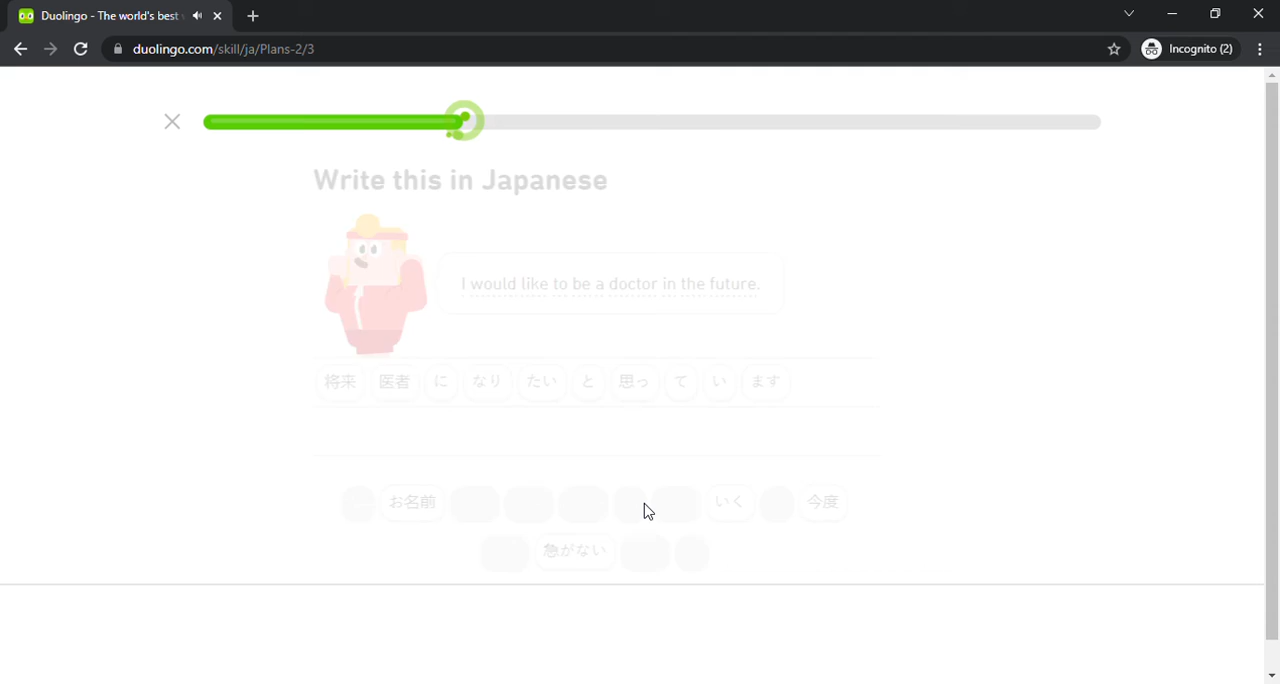 Duolingo - The world's best
duolingo.com/skill/ja/Plans-2/3
Incognito (2)
Write this in Japanese
I would like to be a doctor in the future.
将来 医者 に なり たい と 思っ て い ます
お名前 いく 今度
急がない